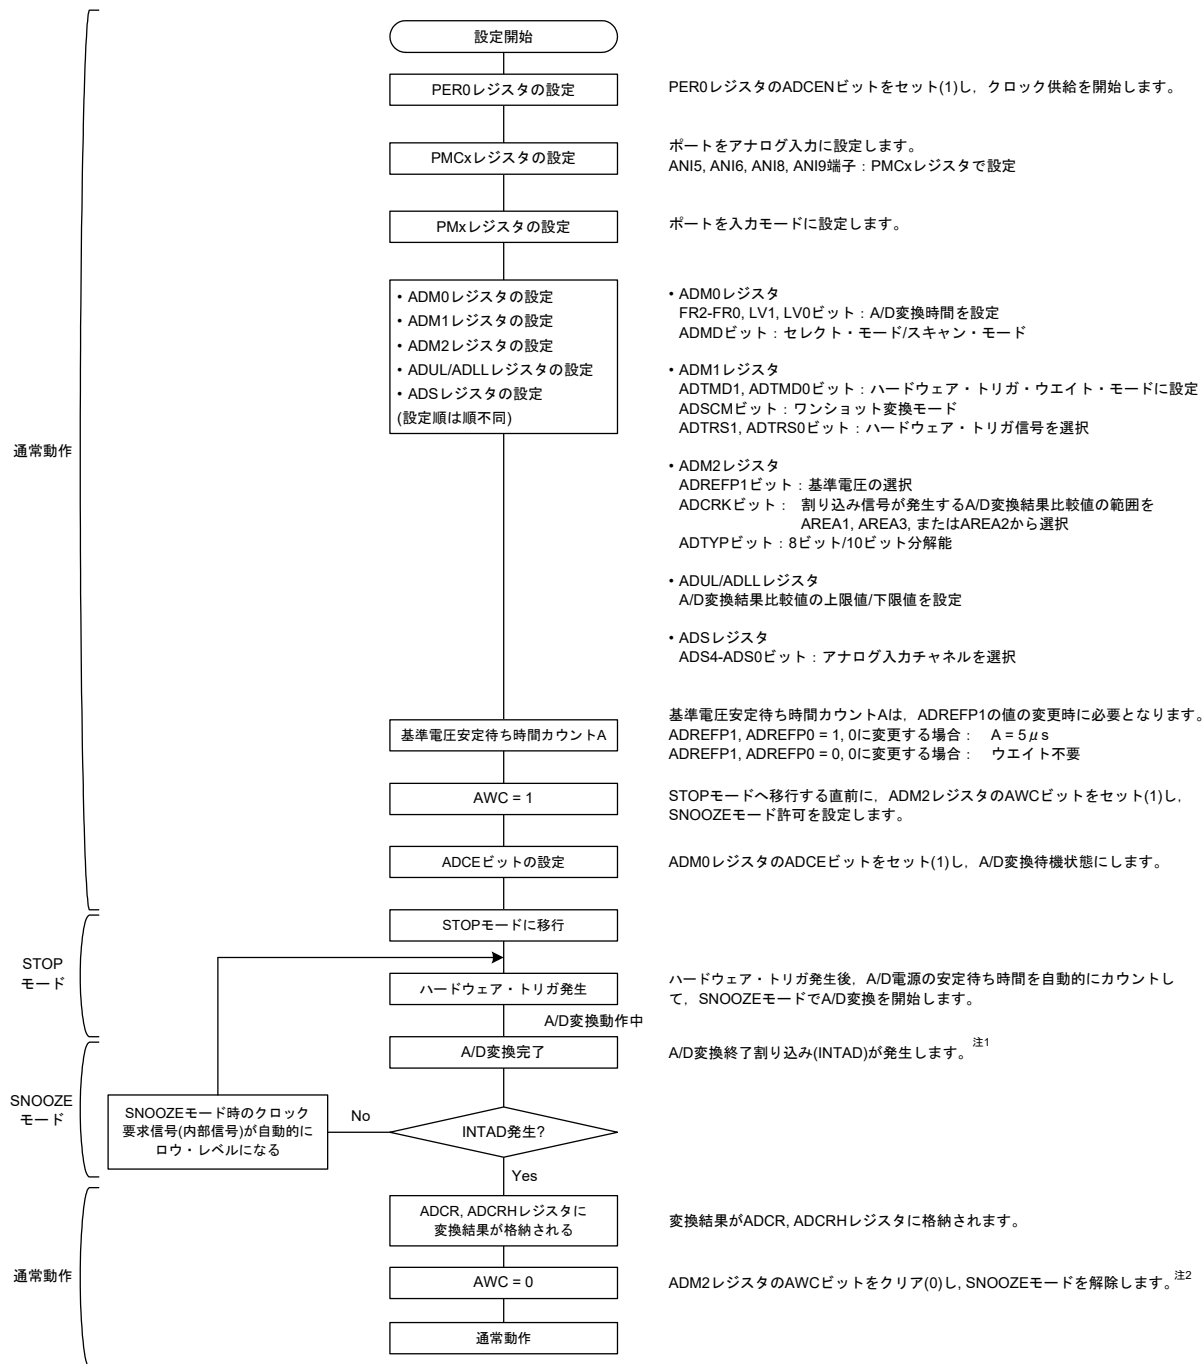 設定開始
PER0レジスタの設定
PER0レジスタのADCENビットをセット(1)し，クロック供給を開始します。
PMCxレジスタの設定
ポートをアナログ入力に設定します。
ANI5, ANI6, ANI8, ANI9端子：PMCxレジスタで設定
PMxレジスタの設定
ポートを入力モードに設定します。
• ADM0レジスタの設定
• ADM1レジスタの設定
• ADM2レジスタの設定
• ADUL/ADLLレジスタの設定
• ADSレジスタの設定
(設定順は順不同)
• ADM0レジスタ
FR2-FR0, LV1, LV0ビット：A/D変換時間を設定
ADMDビット：セレクト・モード/スキャン・モード
• ADM1レジスタ
ADTMD1, ADTMD0ビット：ハードウェア・トリガ・ウエイト・モードに設定
ADSCMビット：ワンショット変換モード
ADTRS1, ADTRS0ビット：ハードウェア・トリガ信号を選択
• ADM2レジスタ
ADREFP1ビット：基準電圧の選択
ADCRKビット： 割り込み信号が発生するA/D変換結果比較値の範囲を
AREA1, AREA3, またはAREA2から選択
ADTYPビット：8ビット/10ビット分解能
• ADUL/ADLLレジスタ
A/D変換結果比較値の上限値/下限値を設定
• ADSレジスタ
ADS4-ADS0ビット：アナログ入力チャネルを選択
通常動作
基準電圧安定待ち時間カウントA
基準電圧安定待ち時間カウントAは，ADREFP1の値の変更時に必要となります。
ADREFP1, ADREFP0 = 1, 0に変更する場合： A = 5μs
ADREFP1, ADREFP0 = 0, 0に変更する場合： ウエイト不要
AWC = 1
STOPモードへ移行する直前に，ADM2レジスタのAWCビットをセット(1)し，
SNOOZEモード許可を設定します。
ADCEビットの設定
ADM0レジスタのADCEビットをセット(1)し，A/D変換待機状態にします。
STOPモードに移行
STOP
モード
ハードウェア・トリガ発生
ハードウェア・トリガ発生後，A/D電源の安定待ち時間を自動的にカウントし
て，SNOOZEモードでA/D変換を開始します。
A/D変換動作中
A/D変換完了
A/D変換終了割り込み(INTAD)が発生します。注1
SNOOZE
モード
SNOOZEモード時のクロック
要求信号(内部信号)が自動的に
ロウ・レベルになる
No
INTAD発生?
Yes
ADCR, ADCRHレジスタに
変換結果が格納される
変換結果がADCR, ADCRHレジスタに格納されます。
通常動作
AWC = 0
ADM2レジスタのAWCビットをクリア(0)し, SNOOZEモードを解除します。注2
通常動作